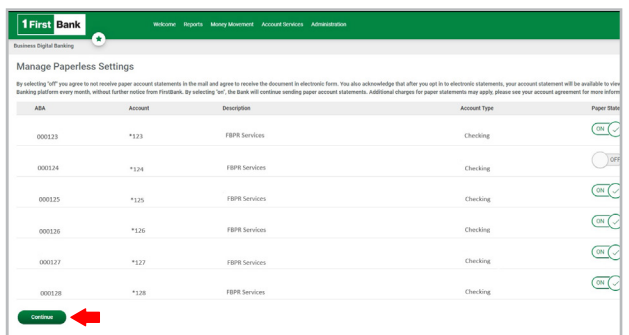 1 First Bank
Welcome Reports Money Movement Account Services Administration
Business Digital Banking
Manage Paperless Settings
By selecting "off" you agree to not receive paper account statements in the mail and agree to receive the document in electronic form. You also acknowledge that after you opt in to electronic statements, your account statement will be available to view
Banking platform every month, without further notice from FirstBank. By selecting "on", the Bank will continue sending paper account statements. Additional charges for paper statements may apply, please see your account agreement for more inform
ABA Account Description Account Type Paper State
000123 *123 FBPR Services Checking ON
000124 *124 FBPR Services Checking OFF
000125 *125 FBPR Services Checking ON
000126 *126 FBPR Services Checking ON
000127 *127 FBPR Services Checking ON
000128 *128 FBPR Services Checking ON
Continue